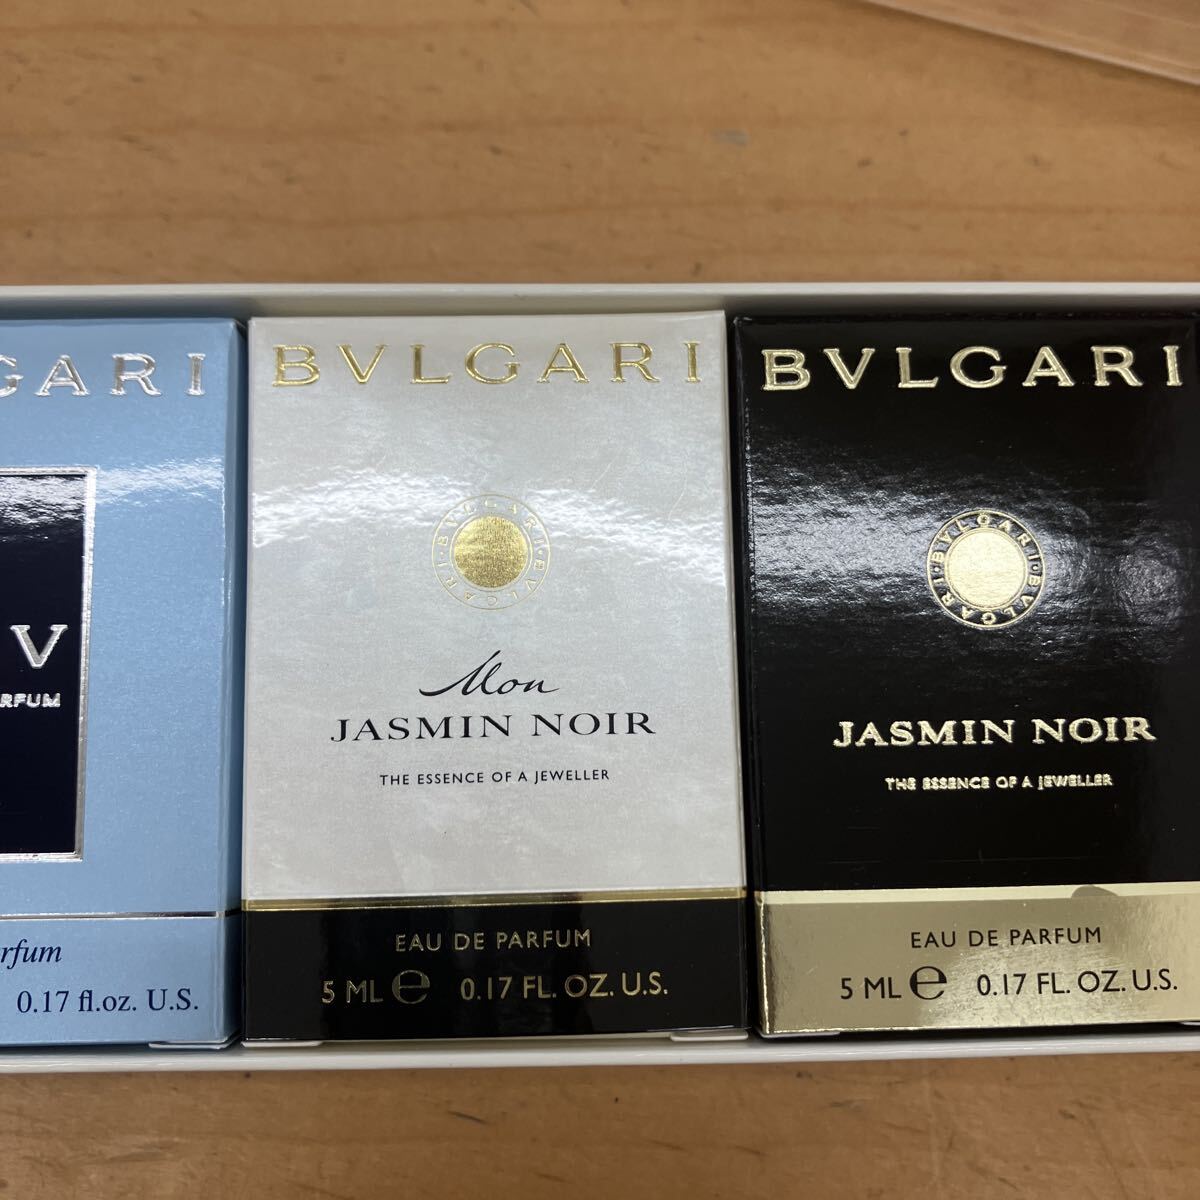 GARI
V
RFUM
rfum
0.17 fl.oz. U.S.
BVLGARI
BVLGARI · BVLGARI ·
Mon
JASMIN NOIR
THE ESSENCE OF A JEWELLER
EAU DE PARFUM
5 ML e 0.17 FL. OZ. U.S.
BVLGARI
BVLGARI · BVLGARI ·
JASMIN NOIR
THE ESSENCE OF A JEWELLER
EAU DE PARFUM
5 ML e 0.17 FL. OZ. U.S.